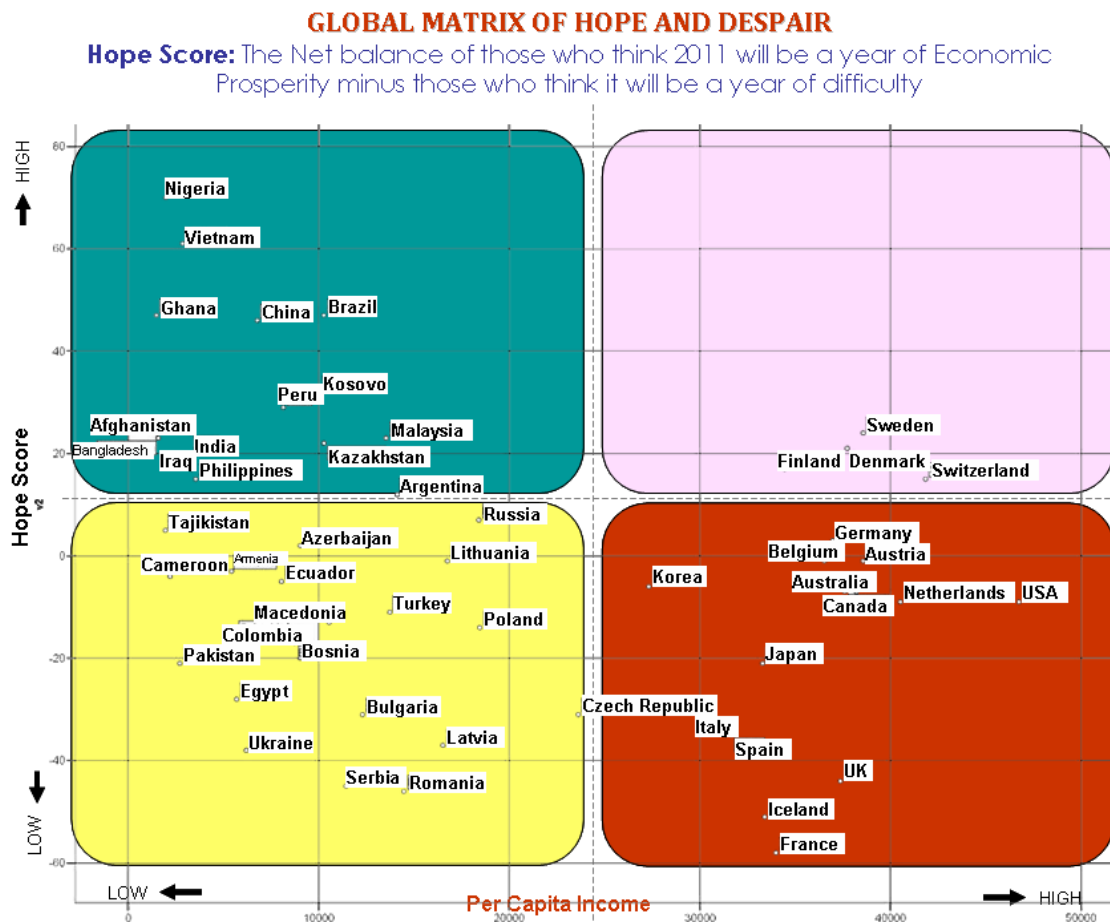 GLOBAL MATRIX OF HOPE AND DESPAIR
Hope Score: The Net balance of those who think 2011 will be a year of Economic
Prosperity minus those who think it will be a year of difficulty
HIGH
60
Nigeria
Vietnam
60
Ghana
China
Brazil
40
Kosovo
Peru
Afghanistan
Malaysia
Sweden
Bangladesh
India
20
Iraq
Philippines
Kazakhstan
Finland
Denmark
Switzerland
Argentina
Hope Score
v2
Tajikistan
Russia
Azerbaijan
Germany
0
Cameroon
Armenia
Ecuador
Lithuania
Belgium
Austria
Korea
Australia
Netherlands
USA
Macedonia
Turkey
Canada
Colombia
Poland
-20
Pakistan
Bosnia
Japan
Egypt
Bulgaria
Czech Republic
Italy
-40
Ukraine
Latvia
Spain
Serbia
Romania
UK
Iceland
LOW
France
-60
LOW
Per Capita Income
HIGH
0
10000
20000
30000
40000
50000